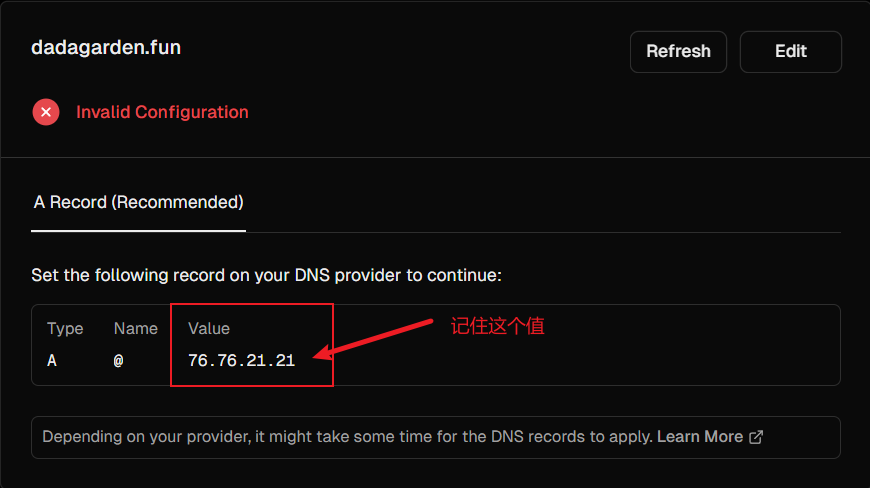 dadagarden.fun
Refresh
Edit
Invalid Configuration
A Record (Recommended)
Set the following record on your DNS provider to continue:
Type Name Value
记住这个值
A @ 76.76.21.21
Depending on your provider, it might take some time for the DNS records to apply. Learn More